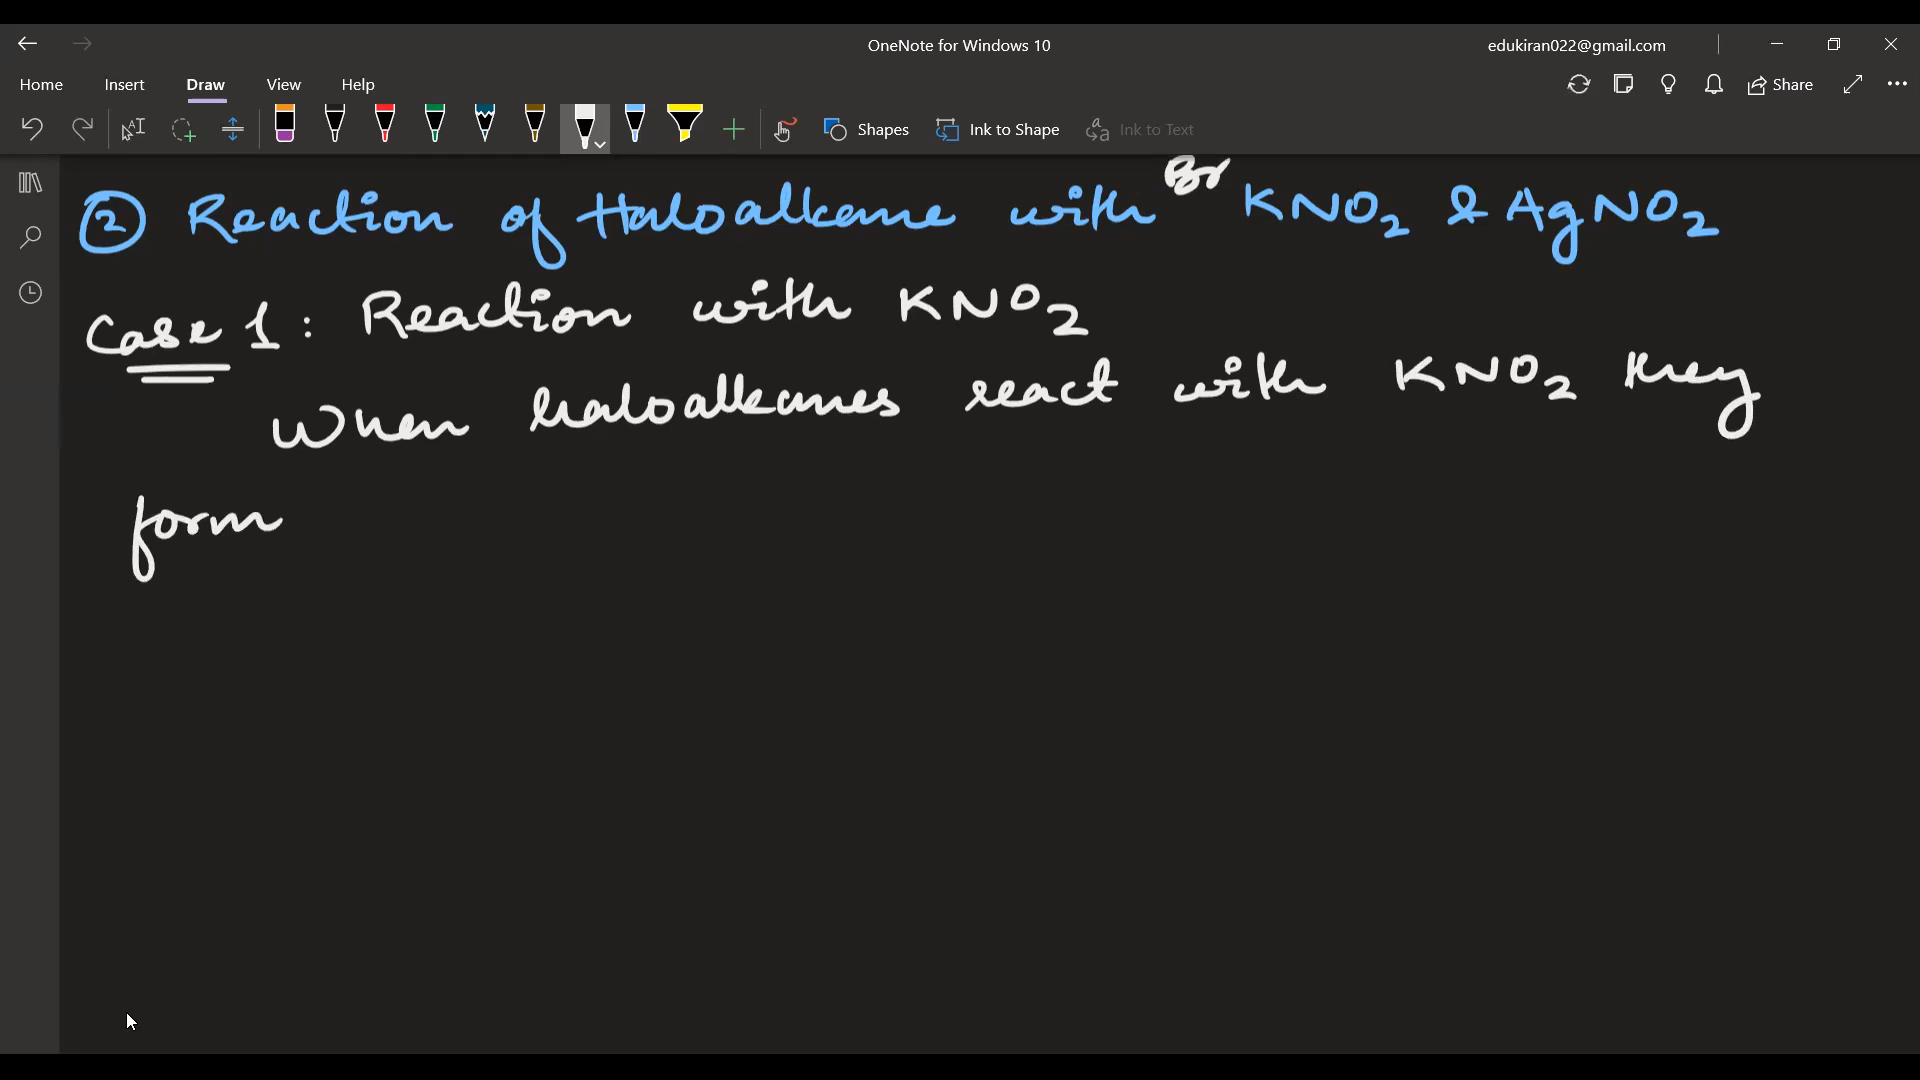 OneNote for Windows 10
edukiran022@gmail.com
Home Insert Draw View Help
Share
Shapes Ink to Shape Ink to Text
Br
② Reaction of Haloalkane with KNO₂ & AgNO₂
Case 1: Reaction with KNO₂
When haloalkanes react with KNO₂ they
form